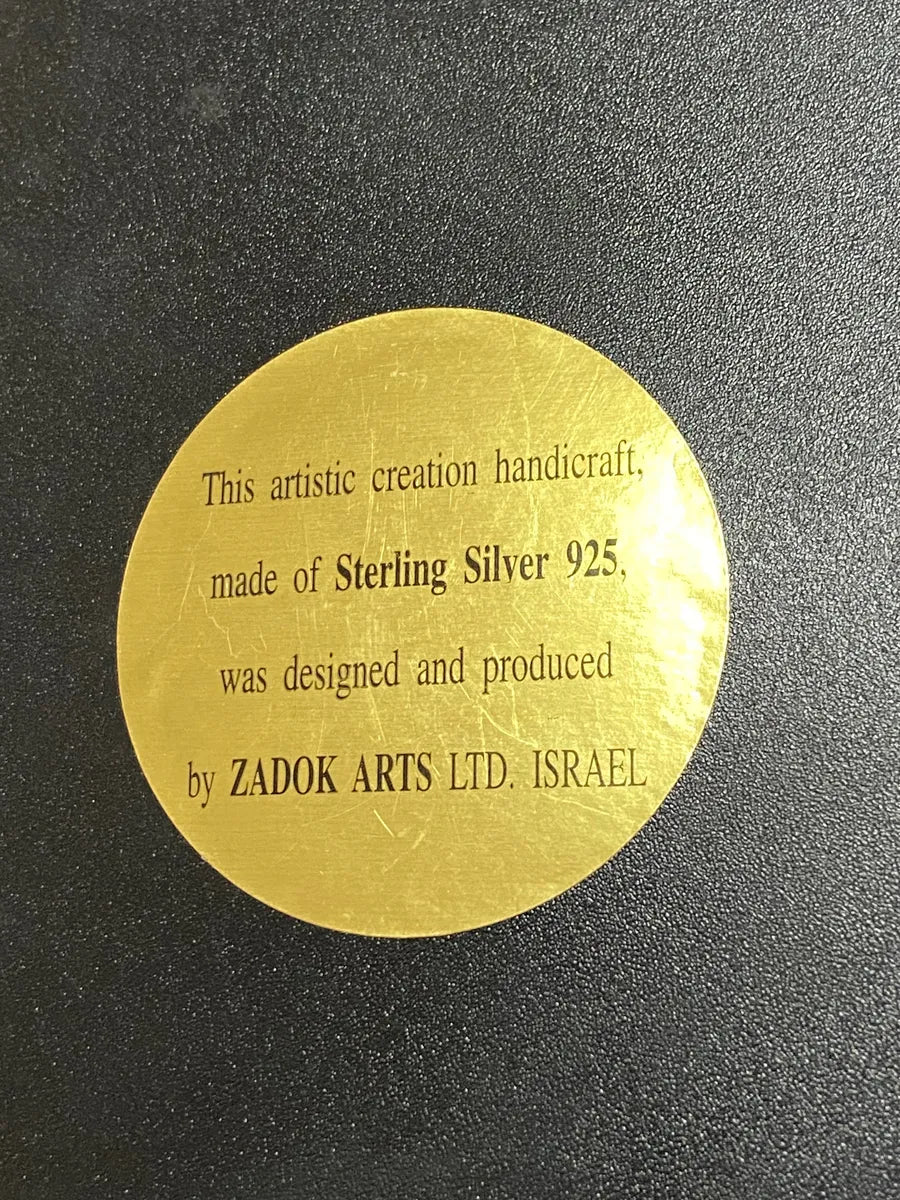 This artistic creation handicraft,
made of Sterling Silver 925,
was designed and produced
by ZADOK ARTS LTD. ISRAEL